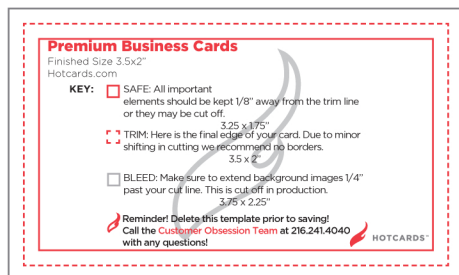 Premium Business Cards
Finished Size 3.5x2"
Hotcards.com
KEY: SAFE: All important
elements should be kept 1/8" away from the trim line
or they may be cut off.
3.25 x 1.75"
TRIM: Here is the final edge of your card. Due to minor
shifting in cutting we recommend no borders.
3.5 x 2"
BLEED: Make sure to extend background images 1/4"
past your cut line. This is cut off in production.
3.75 x 2.25"
Reminder! Delete this template prior to saving!
Call the Customer Obsession Team at 216.241.4040
with any questions!
HOTCARDS™